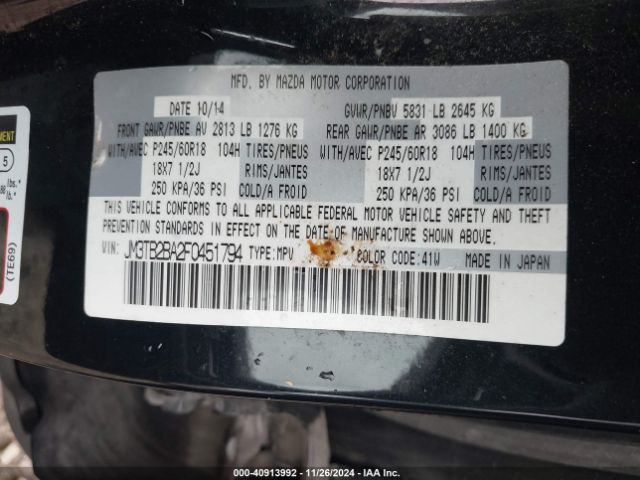 MFD. BY MAZDA MOTOR CORPORATION
DATE 10/14 GVWR/PNBV 5831 LB 2645 KG
FRONT GAWR/PNBE AV 2813 LB 1276 KG REAR GAWR/PNBE AR 3086 LB 1400 KG
WITH/AVEC P245/60R18 104H TIRES/PNEUS WITH/AVEC P245/60R18 104H TIRES/PNEUS
18X7 1/2J RIMS/JANTES 18X7 1/2J RIMS/JANTES
250 KPA/36 PSI COLD/A FROID 250 KPA/36 PSI COLD/A FROID
THIS VEHICLE CONFORMS TO ALL APPLICABLE FEDERAL MOTOR VEHICLE SAFETY AND THEFT
PREVENTION STANDARDS IN EFFECT ON THE DATE OF MANUFACTURE SHOWN ABOVE.
VIN: JM3TB2BA2F0451794 TYPE: MPV COLOR CODE: 41W MADE IN JAPAN
5
lbs.
(TE69)
000-40913992 - 11/26/2024 - IAA Inc.